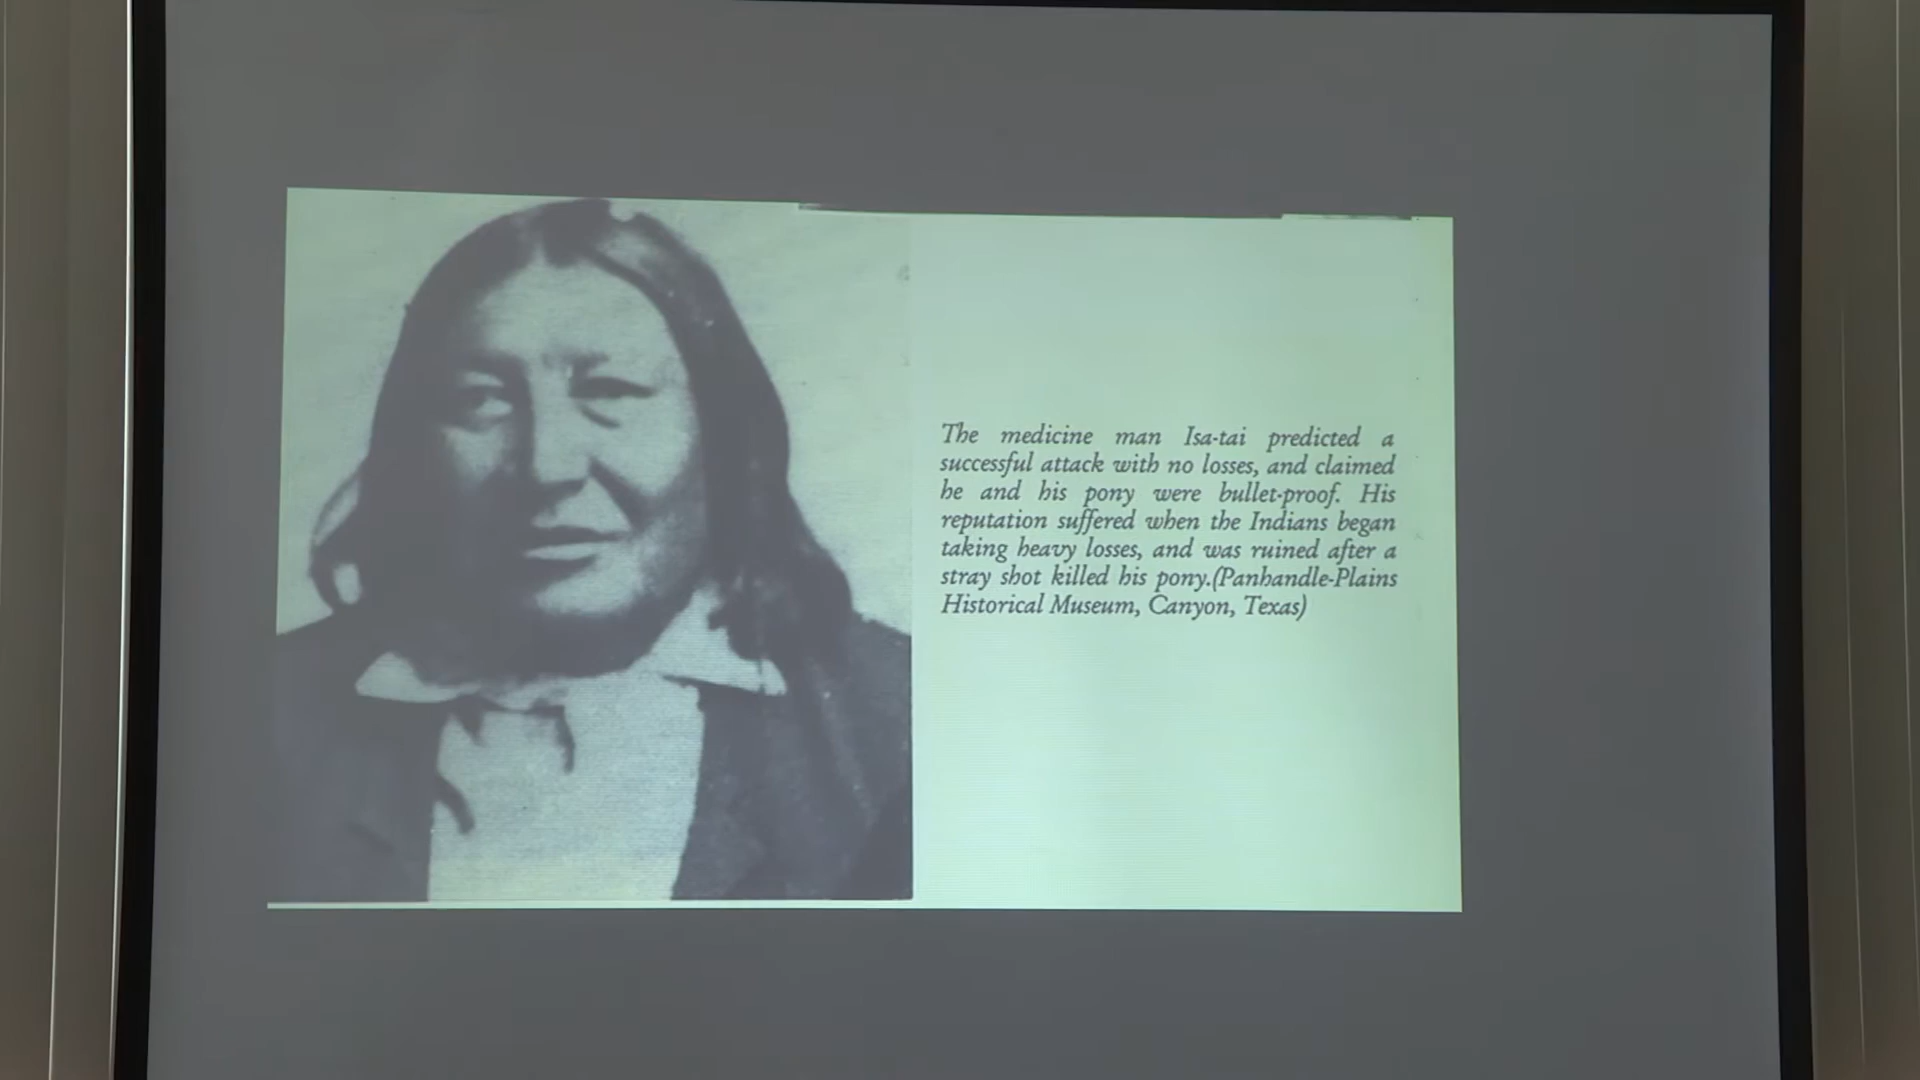 The medicine man Isa-tai predicted a
successful attack with no losses, and claimed
he and his pony were bullet-proof. His
reputation suffered when the Indians began
taking heavy losses, and was ruined after a
stray shot killed his pony.(Panhandle-Plains
Historical Museum, Canyon, Texas)